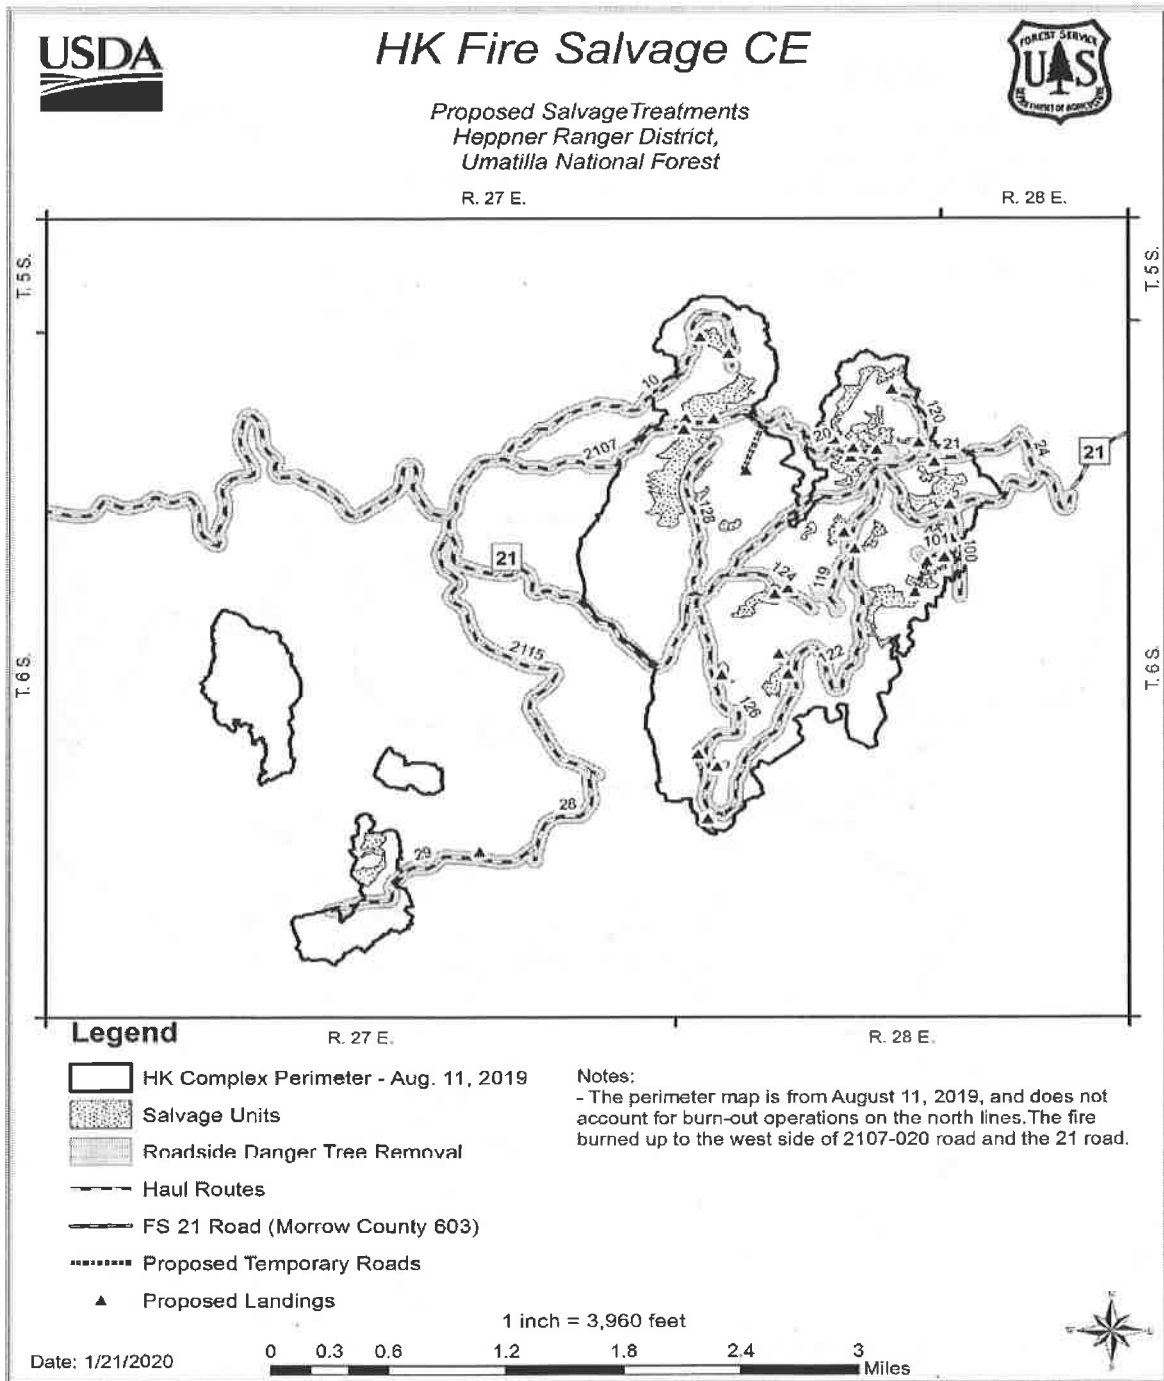 USDA
HK Fire Salvage CE
FOREST SERVICE
U S
DEPARTMENT OF AGRICULTURE
Proposed Salvage Treatments
Heppner Ranger District,
Umatilla National Forest
R. 27 E.
R. 28 E.
T. 5 S.
T. 5 S.
10
120
20
21
24
21
2107
128
101
100
21
124
119
2115
122
126
T. 6 S.
T. 6 S.
28
29
Legend
R. 27 E.
R. 28 E.
HK Complex Perimeter - Aug. 11, 2019
Salvage Units
Roadside Danger Tree Removal
Haul Routes
FS 21 Road (Morrow County 603)
Proposed Temporary Roads
Proposed Landings
Notes:
- The perimeter map is from August 11, 2019, and does not
account for burn-out operations on the north lines. The fire
burned up to the west side of 2107-020 road and the 21 road.
1 inch = 3,960 feet
Date: 1/21/2020
0 0.3 0.6 1.2 1.8 2.4 3
Miles